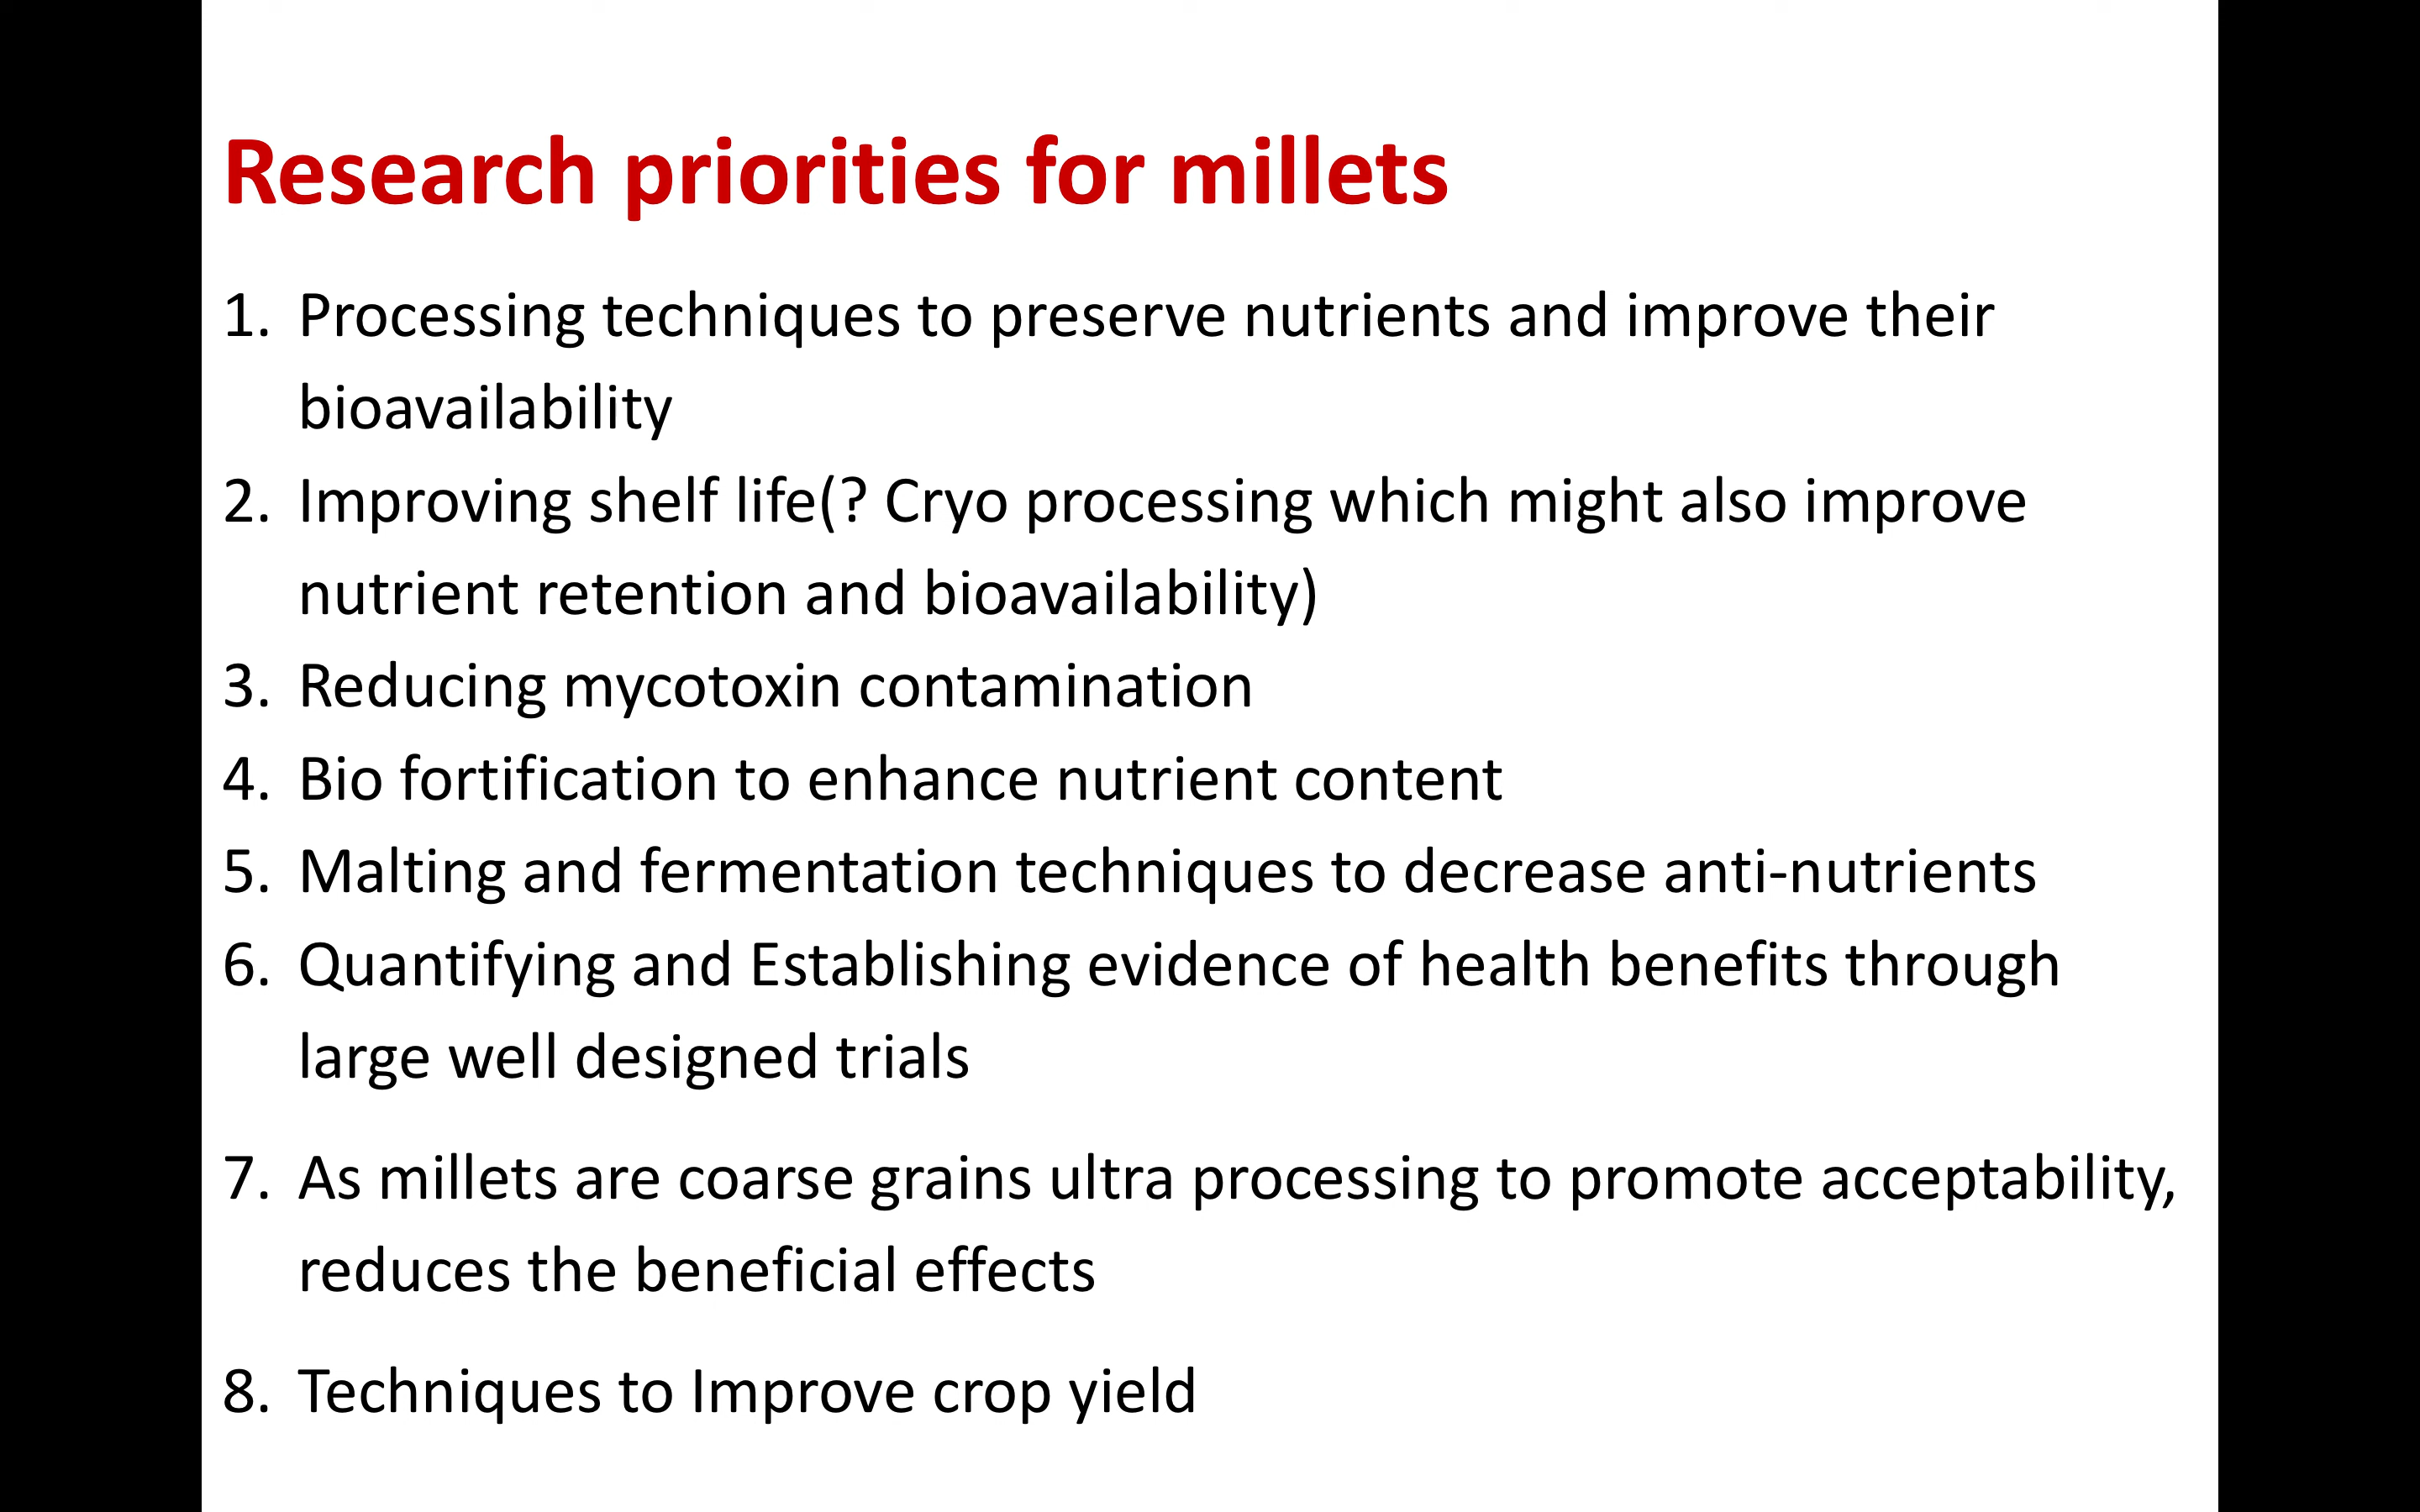 Research priorities for millets
1. Processing techniques to preserve nutrients and improve their
bioavailability
2. Improving shelf life(? Cryo processing which might also improve
nutrient retention and bioavailability)
3. Reducing mycotoxin contamination
4. Bio fortification to enhance nutrient content
5. Malting and fermentation techniques to decrease anti-nutrients
6. Quantifying and Establishing evidence of health benefits through
large well designed trials
7. As millets are coarse grains ultra processing to promote acceptability,
reduces the beneficial effects
8. Techniques to Improve crop yield